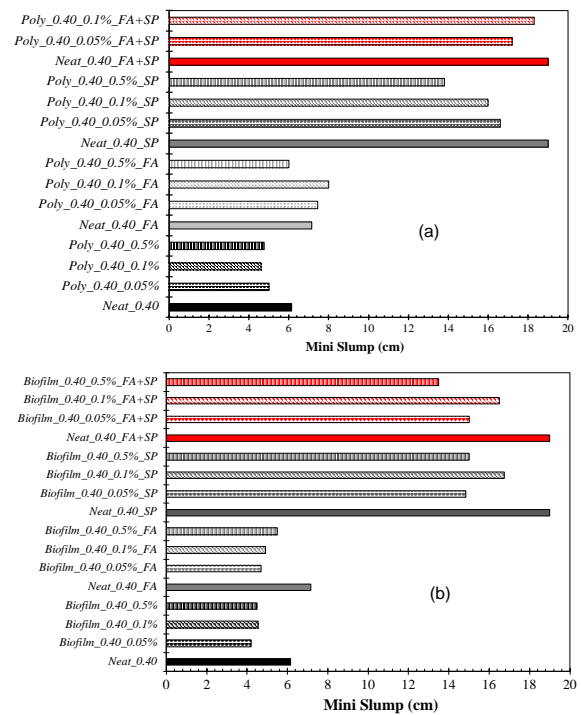 Poly_0.40_0.1%_FA+SP
Poly_0.40_0.05%_FA+SP
Neat_0.40_FA+SP
Poly_0.40_0.5%_SP
Poly_0.40_0.1%_SP
Poly_0.40_0.05%_SP
Neat_0.40_SP
Poly_0.40_0.5%_FA
Poly_0.40_0.1%_FA
Poly_0.40_0.05%_FA
Neat_0.40_FA
Poly_0.40_0.5%
Poly_0.40_0.1%
Poly_0.40_0.05%
Neat_0.40
(a)
0 2 4 6 8 10 12 14 16 18 20
Mini Slump (cm)
Biofilm_0.40_0.5%_FA+SP
Biofilm_0.40_0.1%_FA+SP
Biofilm_0.40_0.05%_FA+SP
Neat_0.40_FA+SP
Biofilm_0.40_0.5%_SP
Biofilm_0.40_0.1%_SP
Biofilm_0.40_0.05%_SP
Neat_0.40_SP
Biofilm_0.40_0.5%_FA
Biofilm_0.40_0.1%_FA
Biofilm_0.40_0.05%_FA
Neat_0.40_FA
Biofilm_0.40_0.5%
Biofilm_0.40_0.1%
Biofilm_0.40_0.05%
Neat_0.40
(b)
0 2 4 6 8 10 12 14 16 18 20
Mini Slump (cm)